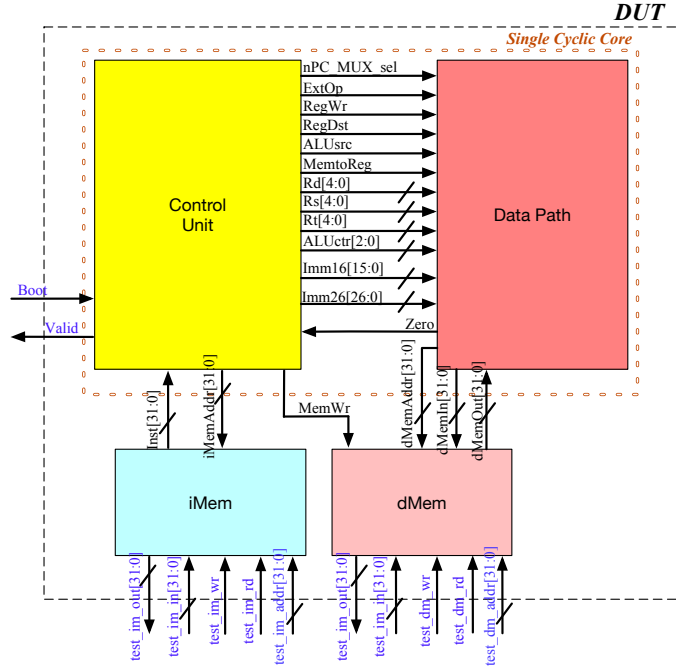 DUT
Single Cyclic Core
nPC_MUX_sel
ExtOp
RegWr
RegDst
ALUsrc
MemtoReg
Rd[4:0]
Rs[4:0]
Rt[4:0]
ALUctr[2:0]
Imm16[15:0]
Imm26[26:0]
Zero
Control
Unit
Data Path
Boot
Valid
Inst[31:0]
iMemAddr[31:0]
MemWr
dMemAddr[31:0]
dMemIn[31:0]
dMemOut[31:0]
iMem
dMem
test_im_out[31:0]
test_im_in[31:0]
test_im_wr
test_im_rd
test_im_addr[31:0]
test_im_out[31:0]
test_im_in[31:0]
test_dm_wr
test_dm_rd
test_dm_addr[31:0]